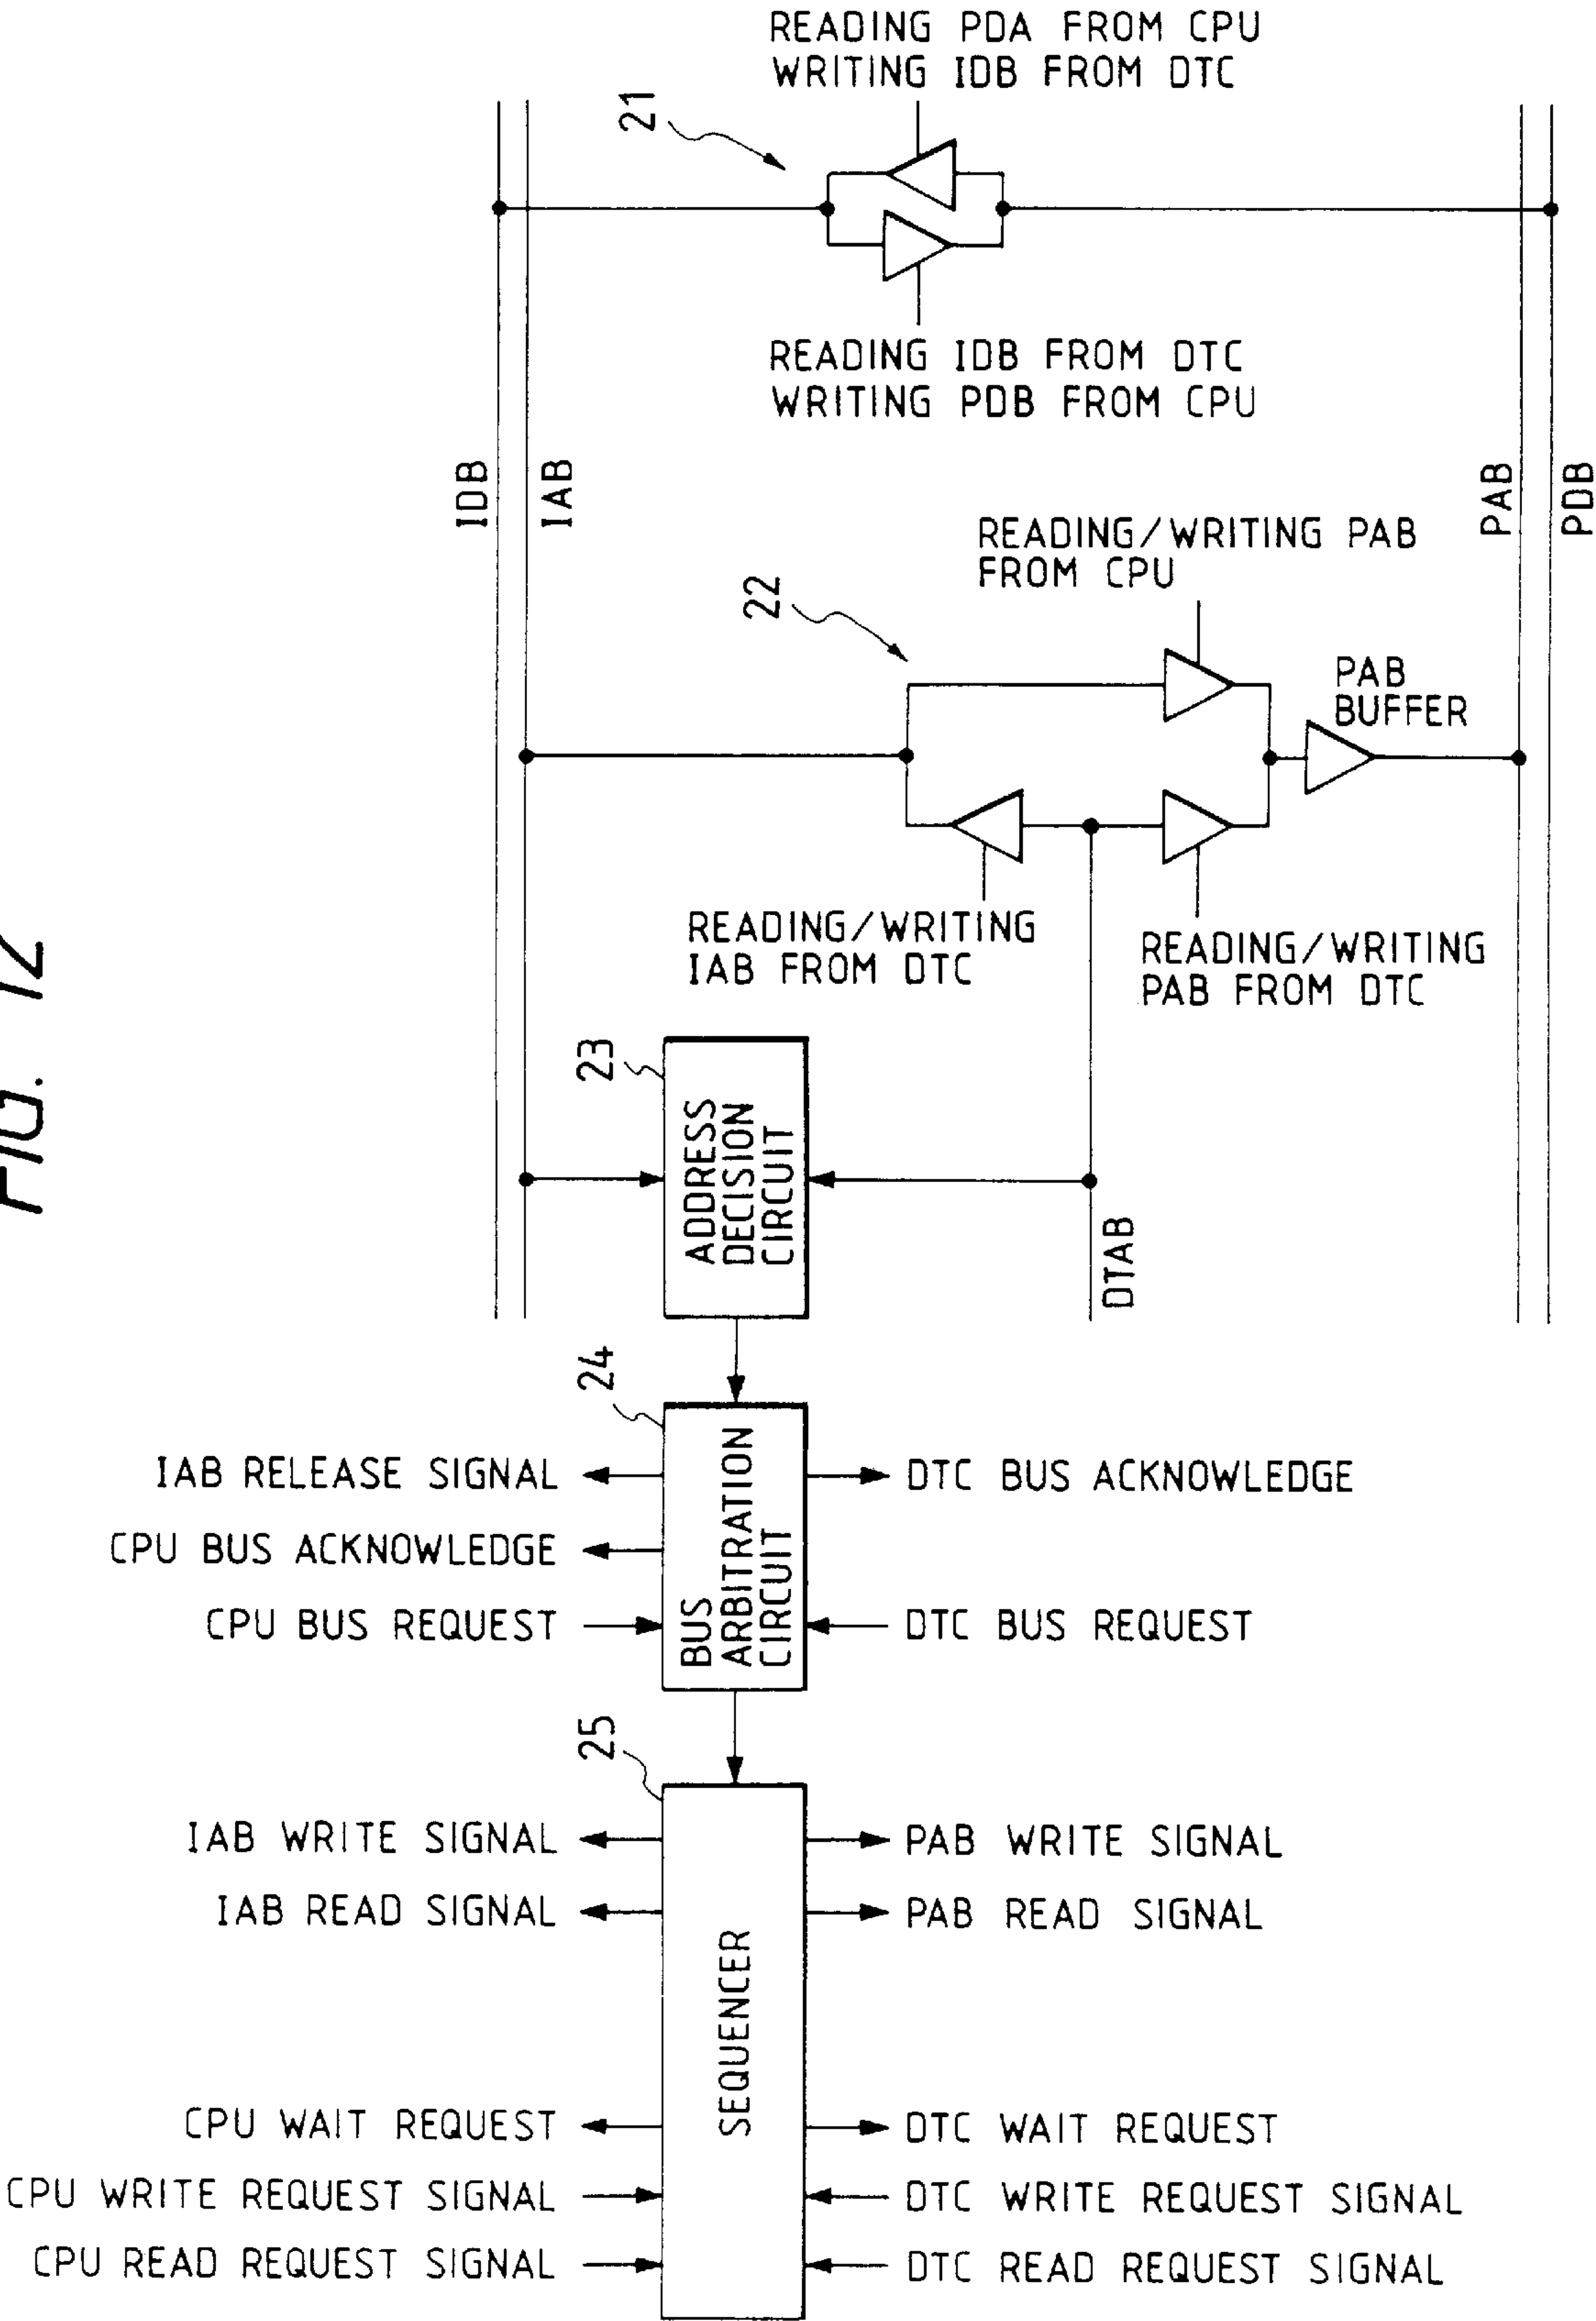 FIG. 12
READING PDA FROM CPU
WRITING IDB FROM DTC
21
READING IDB FROM DTC
WRITING PDB FROM CPU
IDB
IAB
PAB
PDB
READING/WRITING PAB
FROM CPU
22
PAB
BUFFER
READING/WRITING
IAB FROM DTC
READING/WRITING
PAB FROM DTC
23
ADDRESS
DECISION
CIRCUIT
DTAB
24
IAB RELEASE SIGNAL
CPU BUS ACKNOWLEDGE
CPU BUS REQUEST
BUS
ARBITRATION
CIRCUIT
DTC BUS ACKNOWLEDGE
DTC BUS REQUEST
25
IAB WRITE SIGNAL
IAB READ SIGNAL
CPU WAIT REQUEST
CPU WRITE REQUEST SIGNAL
CPU READ REQUEST SIGNAL
SEQUENCER
PAB WRITE SIGNAL
PAB READ SIGNAL
DTC WAIT REQUEST
DTC WRITE REQUEST SIGNAL
DTC READ REQUEST SIGNAL